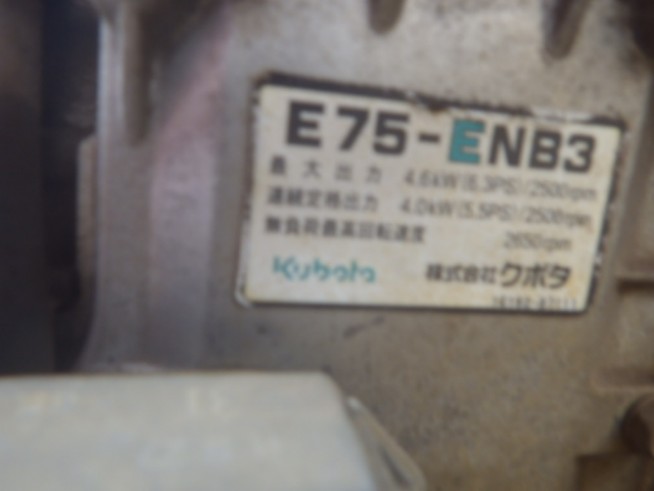 E75-ENB3
最大出力 4.6kW(6.3PS)/2500rpm
連続定格出力 4.0kW(5.5PS)/2500rpm
無負荷最高回転速度 2650rpm
Kubota 株式会社クボタ